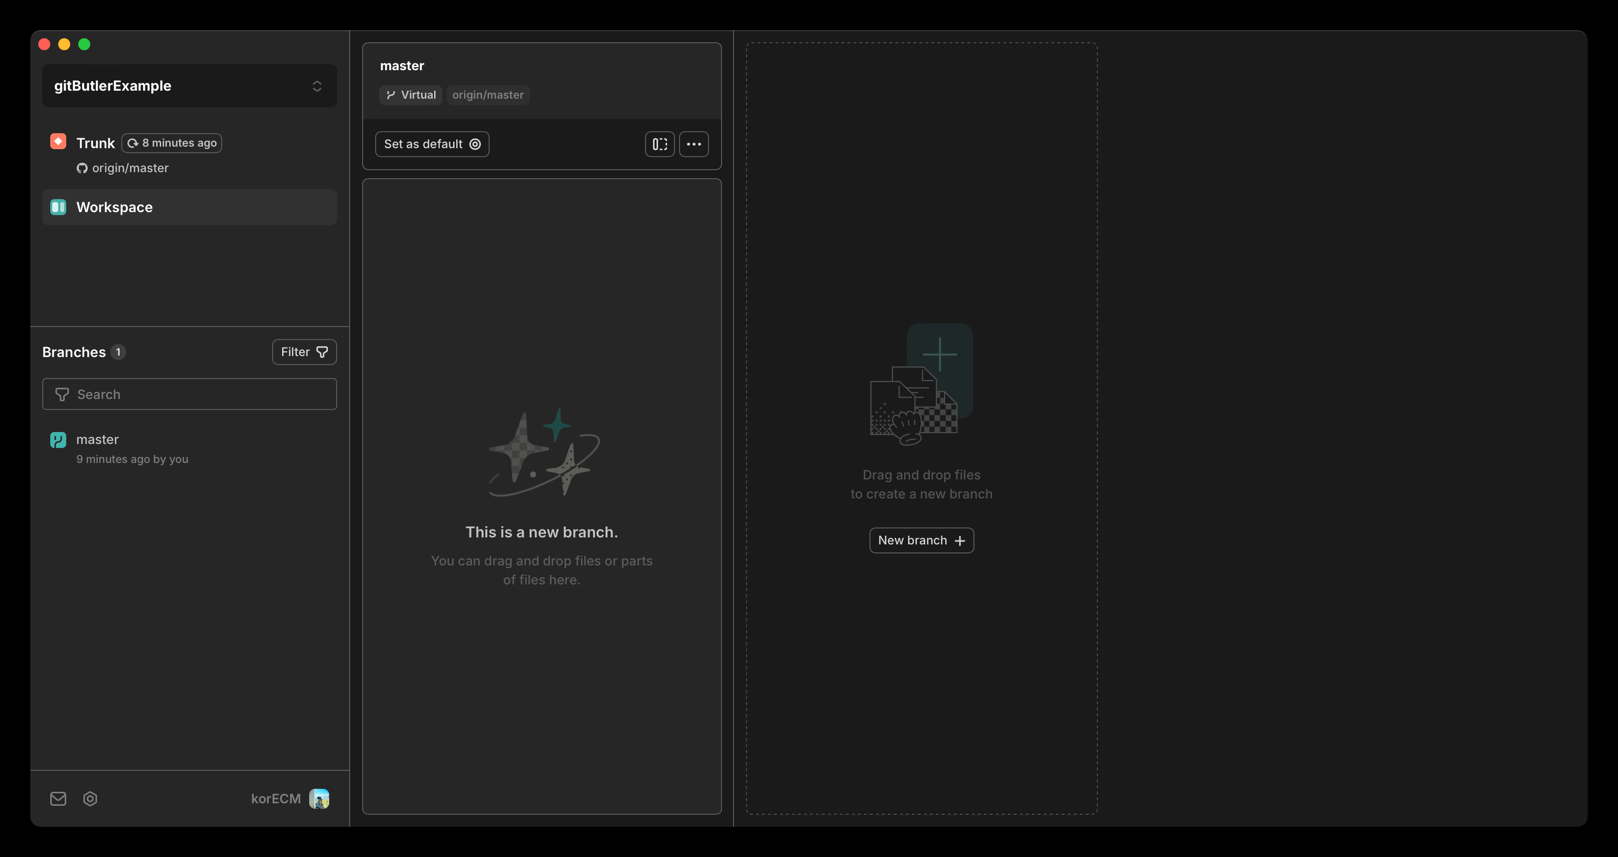 gitButlerExample
Trunk 8 minutes ago
origin/master
Workspace
Branches 1 Filter
Search
master
9 minutes ago by you
korECM
master
Virtual origin/master
Set as default
This is a new branch.
You can drag and drop files or parts
of files here.
Drag and drop files
to create a new branch
New branch